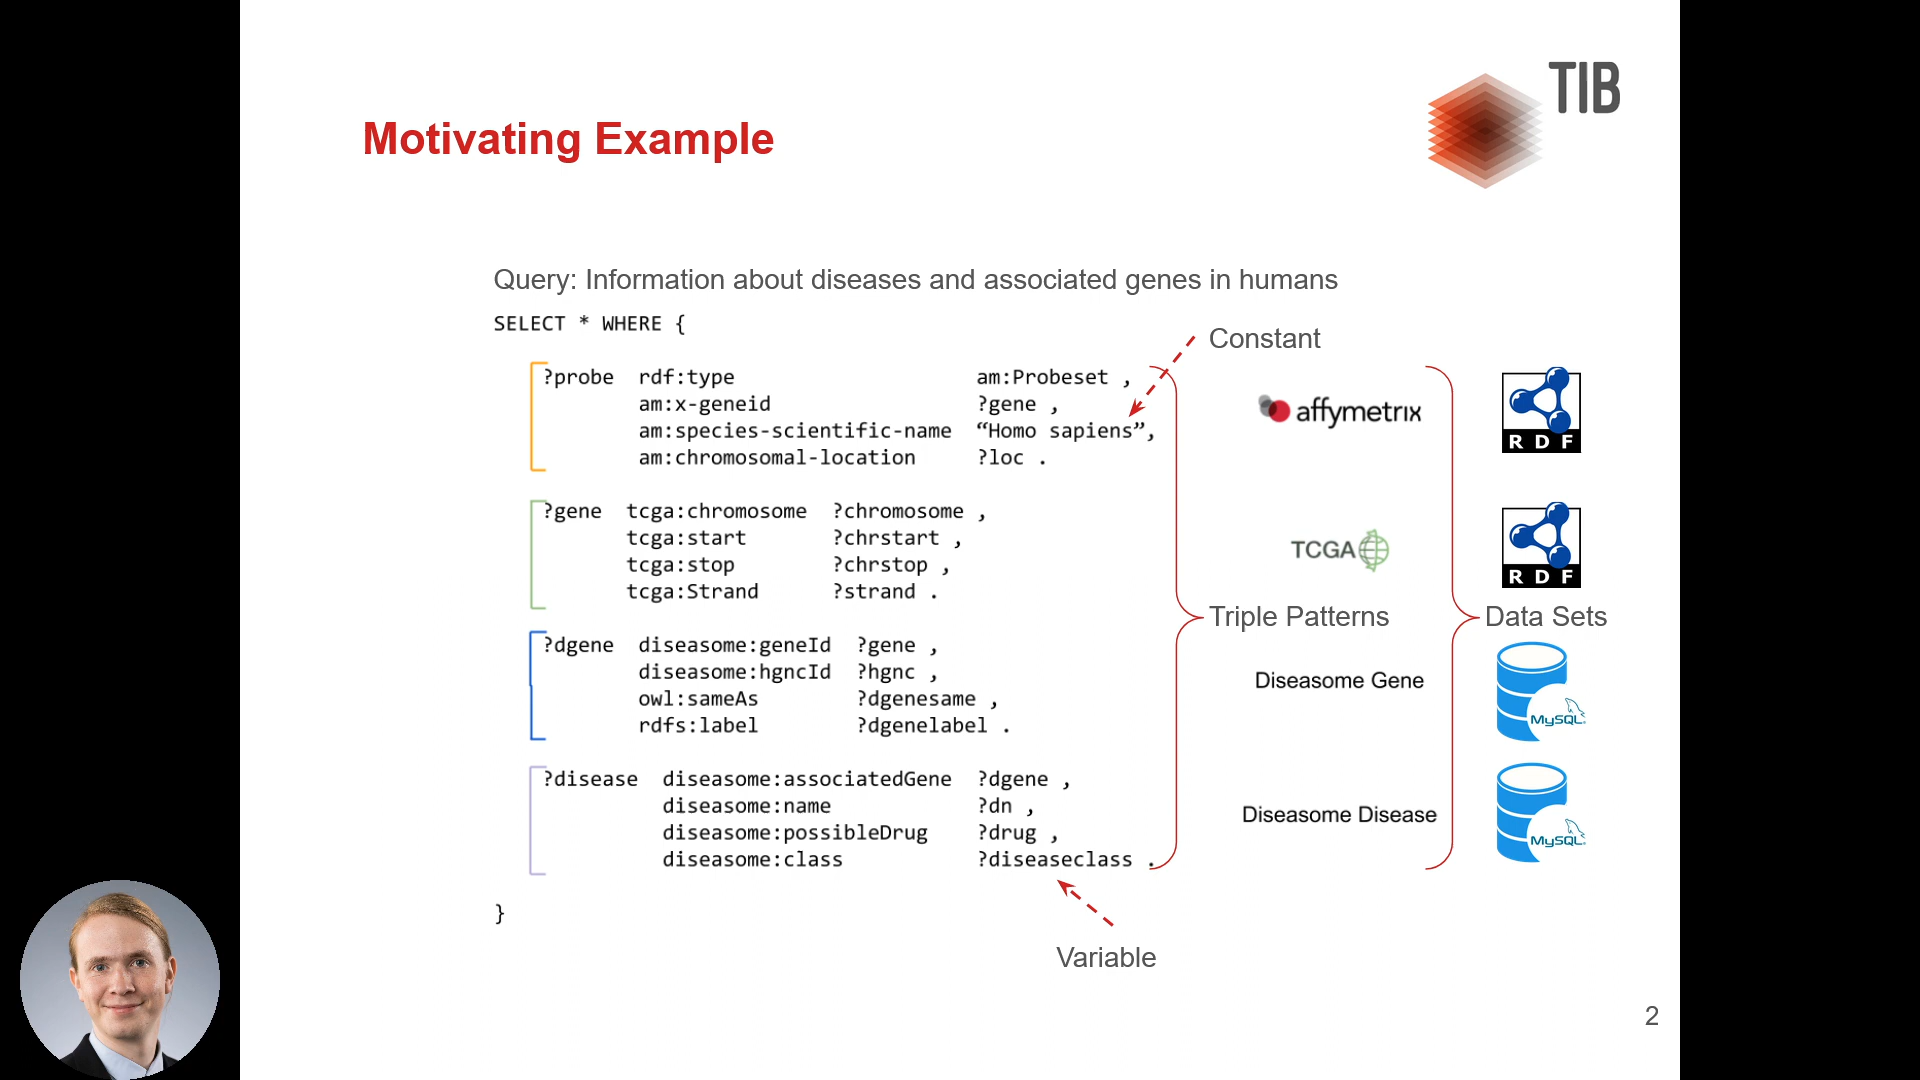 TIB
Motivating Example
Query: Information about diseases and associated genes in humans
SELECT * WHERE {
Constant
?probe rdf:type am:Probeset ,
am:x-geneid ?gene ,
am:species-scientific-name “Homo sapiens”,
am:chromosomal-location ?loc .
affymetrix
R D F
?gene tcga:chromosome ?chromosome ,
tcga:start ?chrstart ,
tcga:stop ?chrstop ,
tcga:Strand ?strand .
TCGA
R D F
Triple Patterns
Data Sets
?dgene diseasome:geneId ?gene ,
diseasome:hgncId ?hgnc ,
owl:sameAs ?dgenesame ,
rdfs:label ?dgenelabel .
Diseasome Gene
MySQL
?disease diseasome:associatedGene ?dgene ,
diseasome:name ?dn ,
diseasome:possibleDrug ?drug ,
diseasome:class ?diseaseclass .
Diseasome Disease
MySQL
}
Variable
2